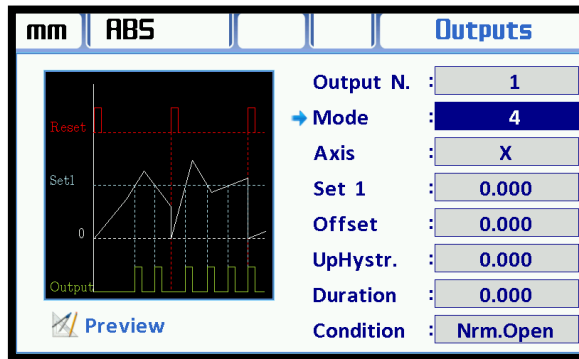 mm ABS Outputs
Output N. : 1
Mode : 4
Axis : X
Set 1 : 0.000
Offset : 0.000
UpHystr. : 0.000
Duration : 0.000
Condition : Nrm.Open
Reset
Set1
0
Output
Preview